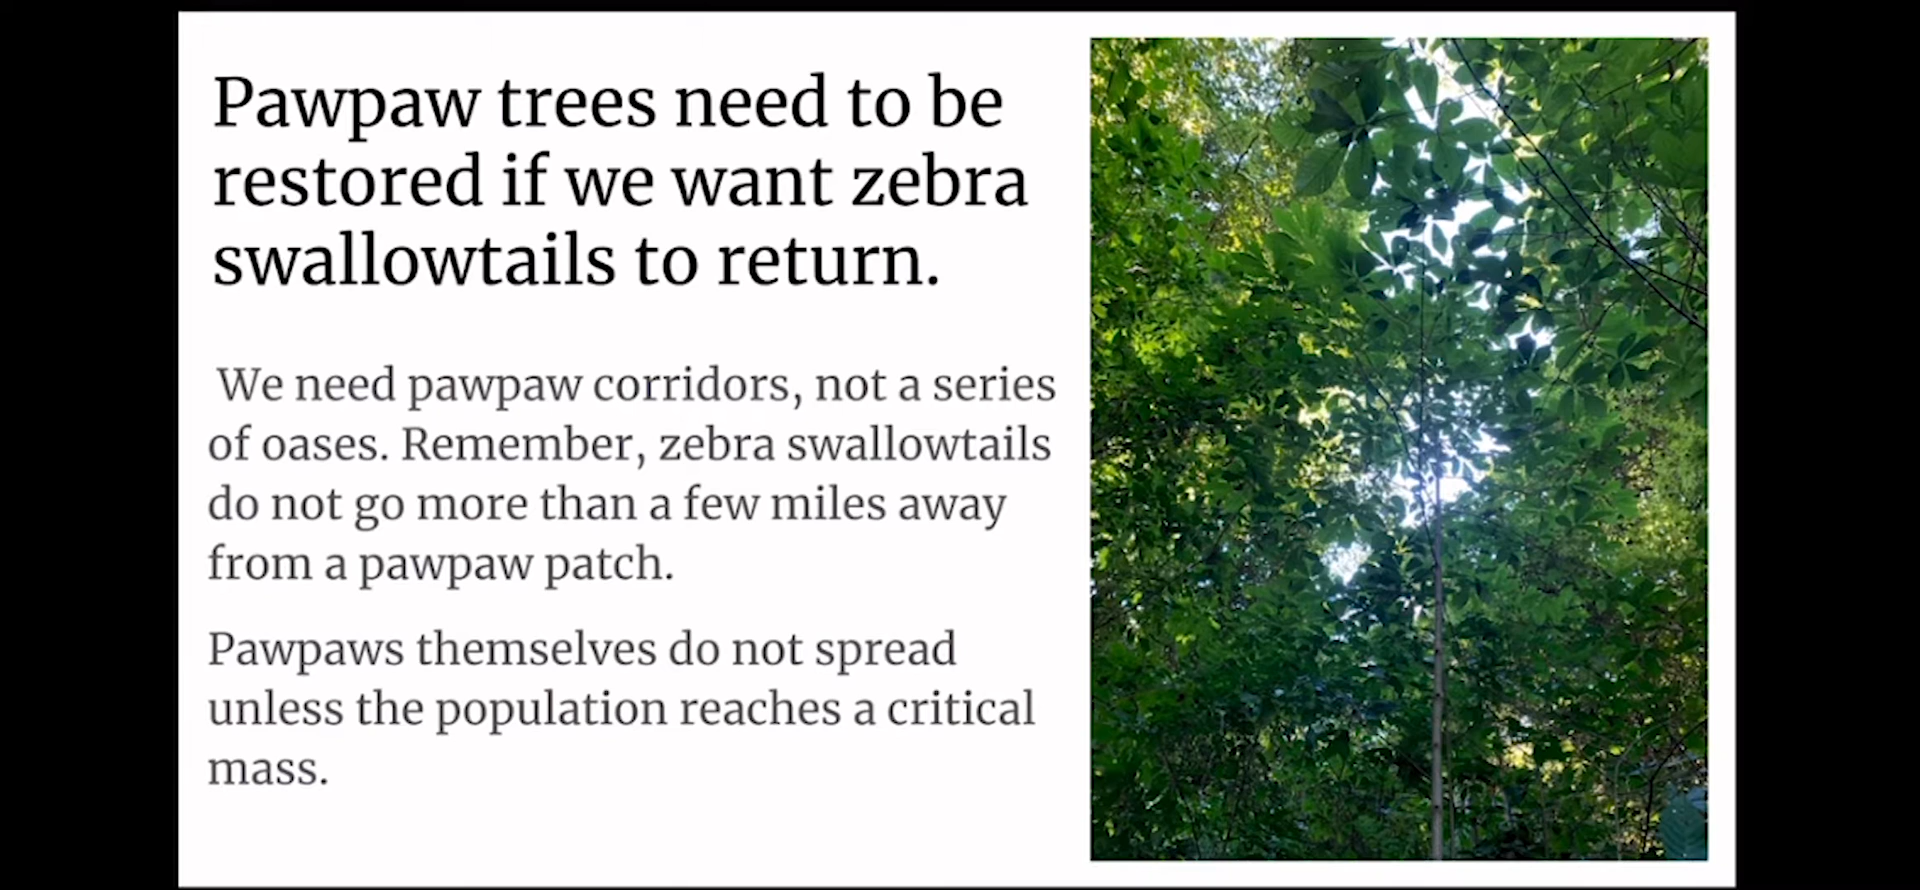 Pawpaw trees need to be
restored if we want zebra
swallowtails to return.
We need pawpaw corridors, not a series
of oases. Remember, zebra swallowtails
do not go more than a few miles away
from a pawpaw patch.
Pawpaws themselves do not spread
unless the population reaches a critical
mass.